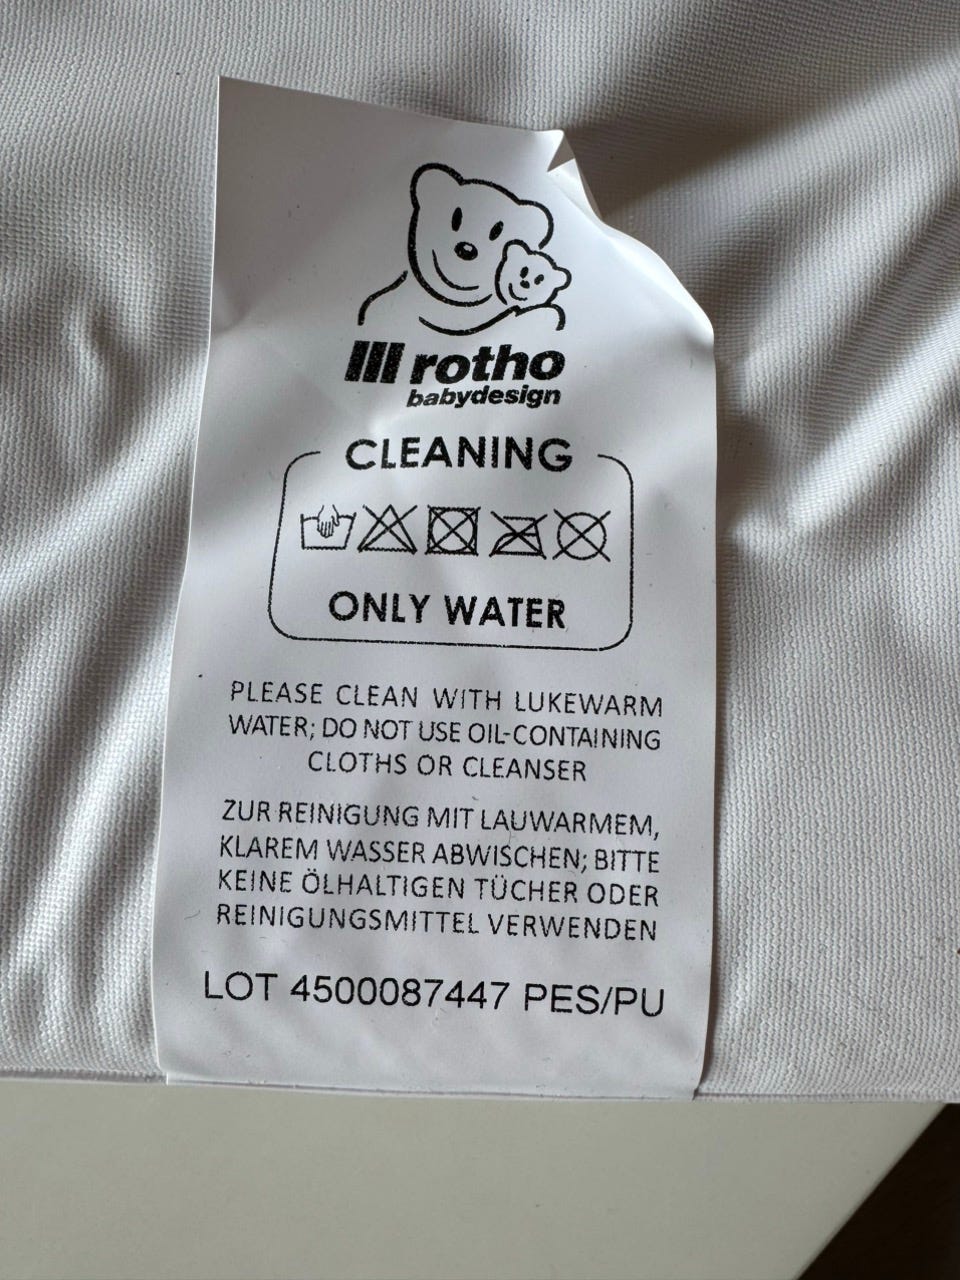 rotho
babydesign
CLEANING
ONLY WATER
PLEASE CLEAN WITH LUKEWARM
WATER; DO NOT USE OIL-CONTAINING
CLOTHS OR CLEANSER
ZUR REINIGUNG MIT LAUWARMEM,
KLAREM WASSER ABWISCHEN; BITTE
KEINE ÖLHALTIGEN TÜCHER ODER
REINIGUNGSMITTEL VERWENDEN
LOT 4500087447 PES/PU